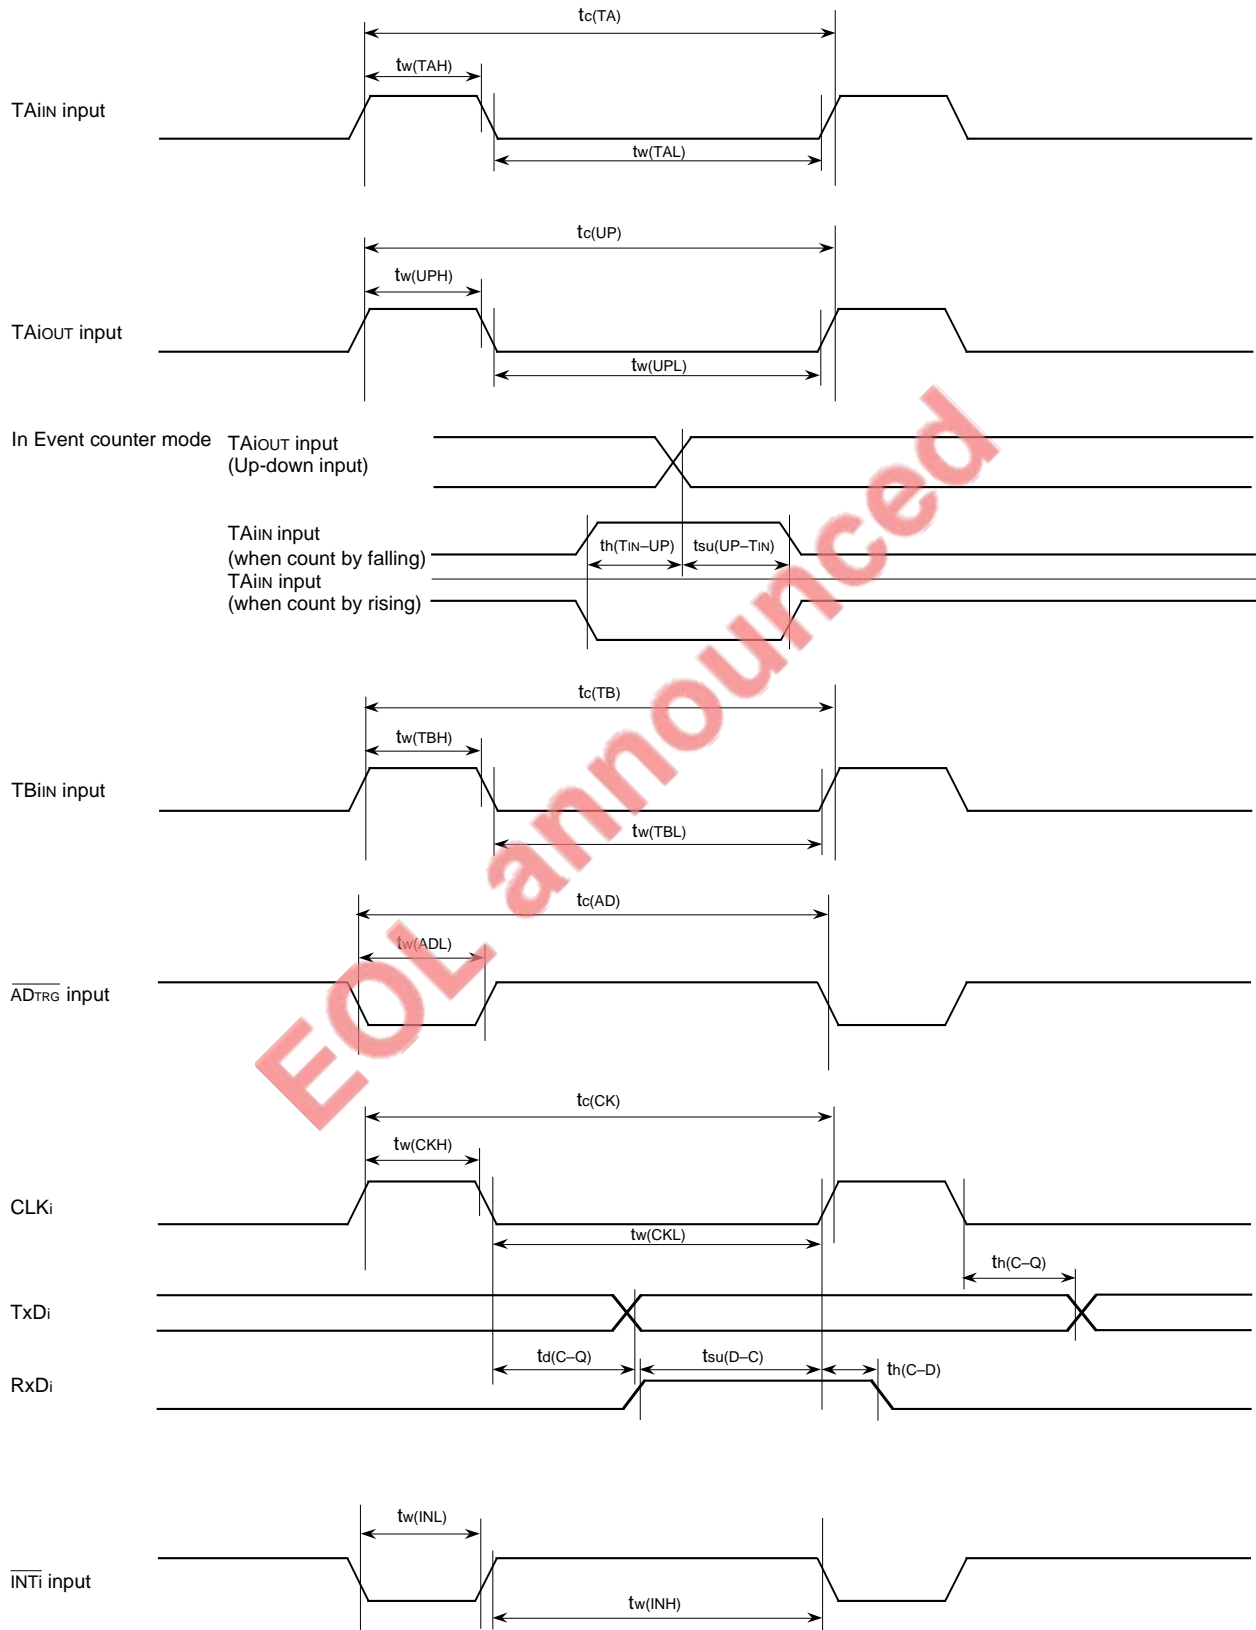 tc(TA)
tw(TAH)
TAiIN input
tw(TAL)
tc(UP)
tw(UPH)
TAiOUT input
tw(UPL)
In Event counter mode
TAiOUT input
(Up-down input)
TAiIN input
(when count by falling)
th(TIN–UP)
tsu(UP–TIN)
TAiIN input
(when count by rising)
tc(TB)
tw(TBH)
TBiIN input
tw(TBL)
tc(AD)
tw(ADL)
ADTRG input
tc(CK)
tw(CKH)
CLKi
tw(CKL)
th(C–Q)
TxDi
td(C–Q)
tsu(D–C)
th(C–D)
RxDi
tw(INL)
INTi input
tw(INH)
EOL announced